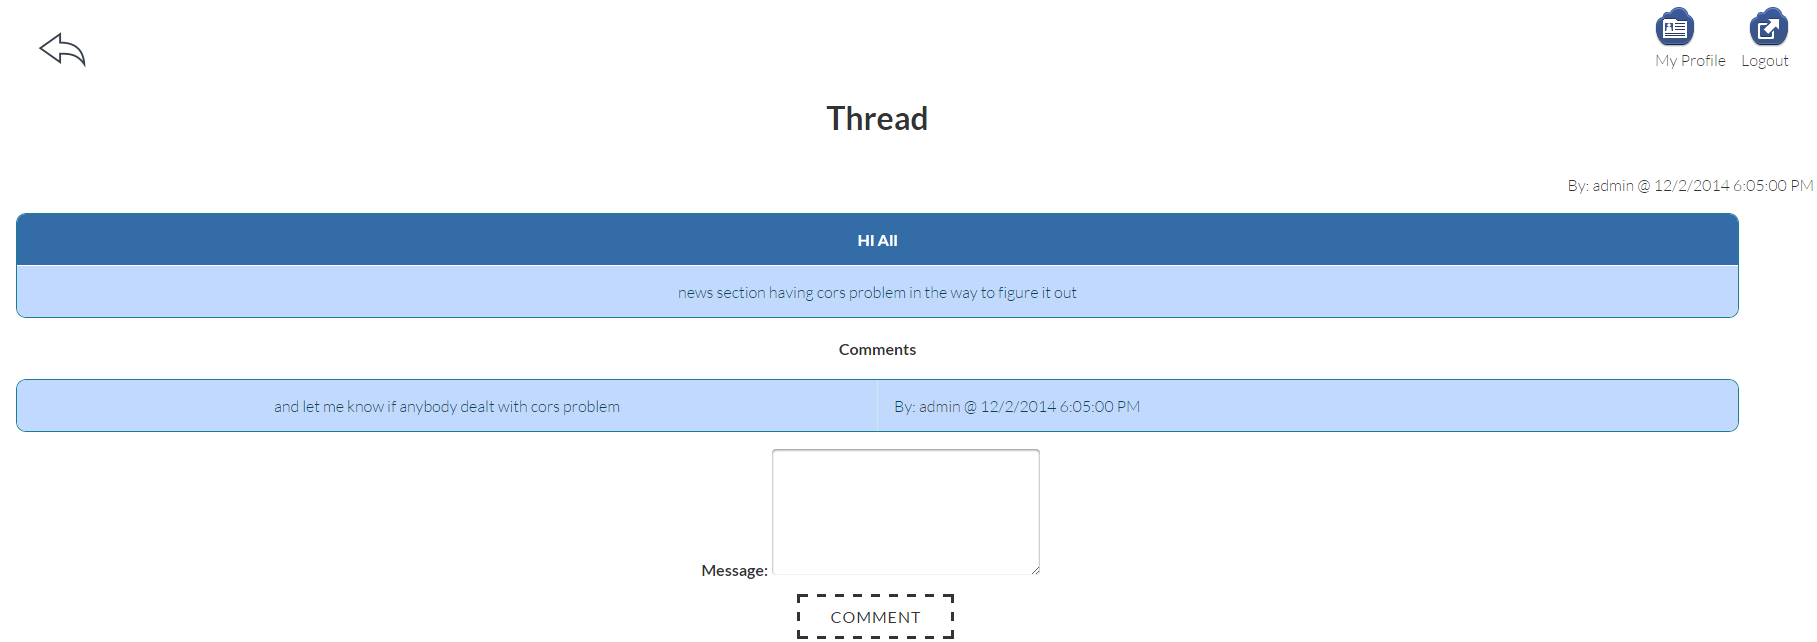 My Profile Logout
Thread
By: admin @ 12/2/2014 6:05:00 PM
HI All
news section having cors problem in the way to figure it out
Comments
and let me know if anybody dealt with cors problem By: admin @ 12/2/2014 6:05:00 PM
Message:
COMMENT